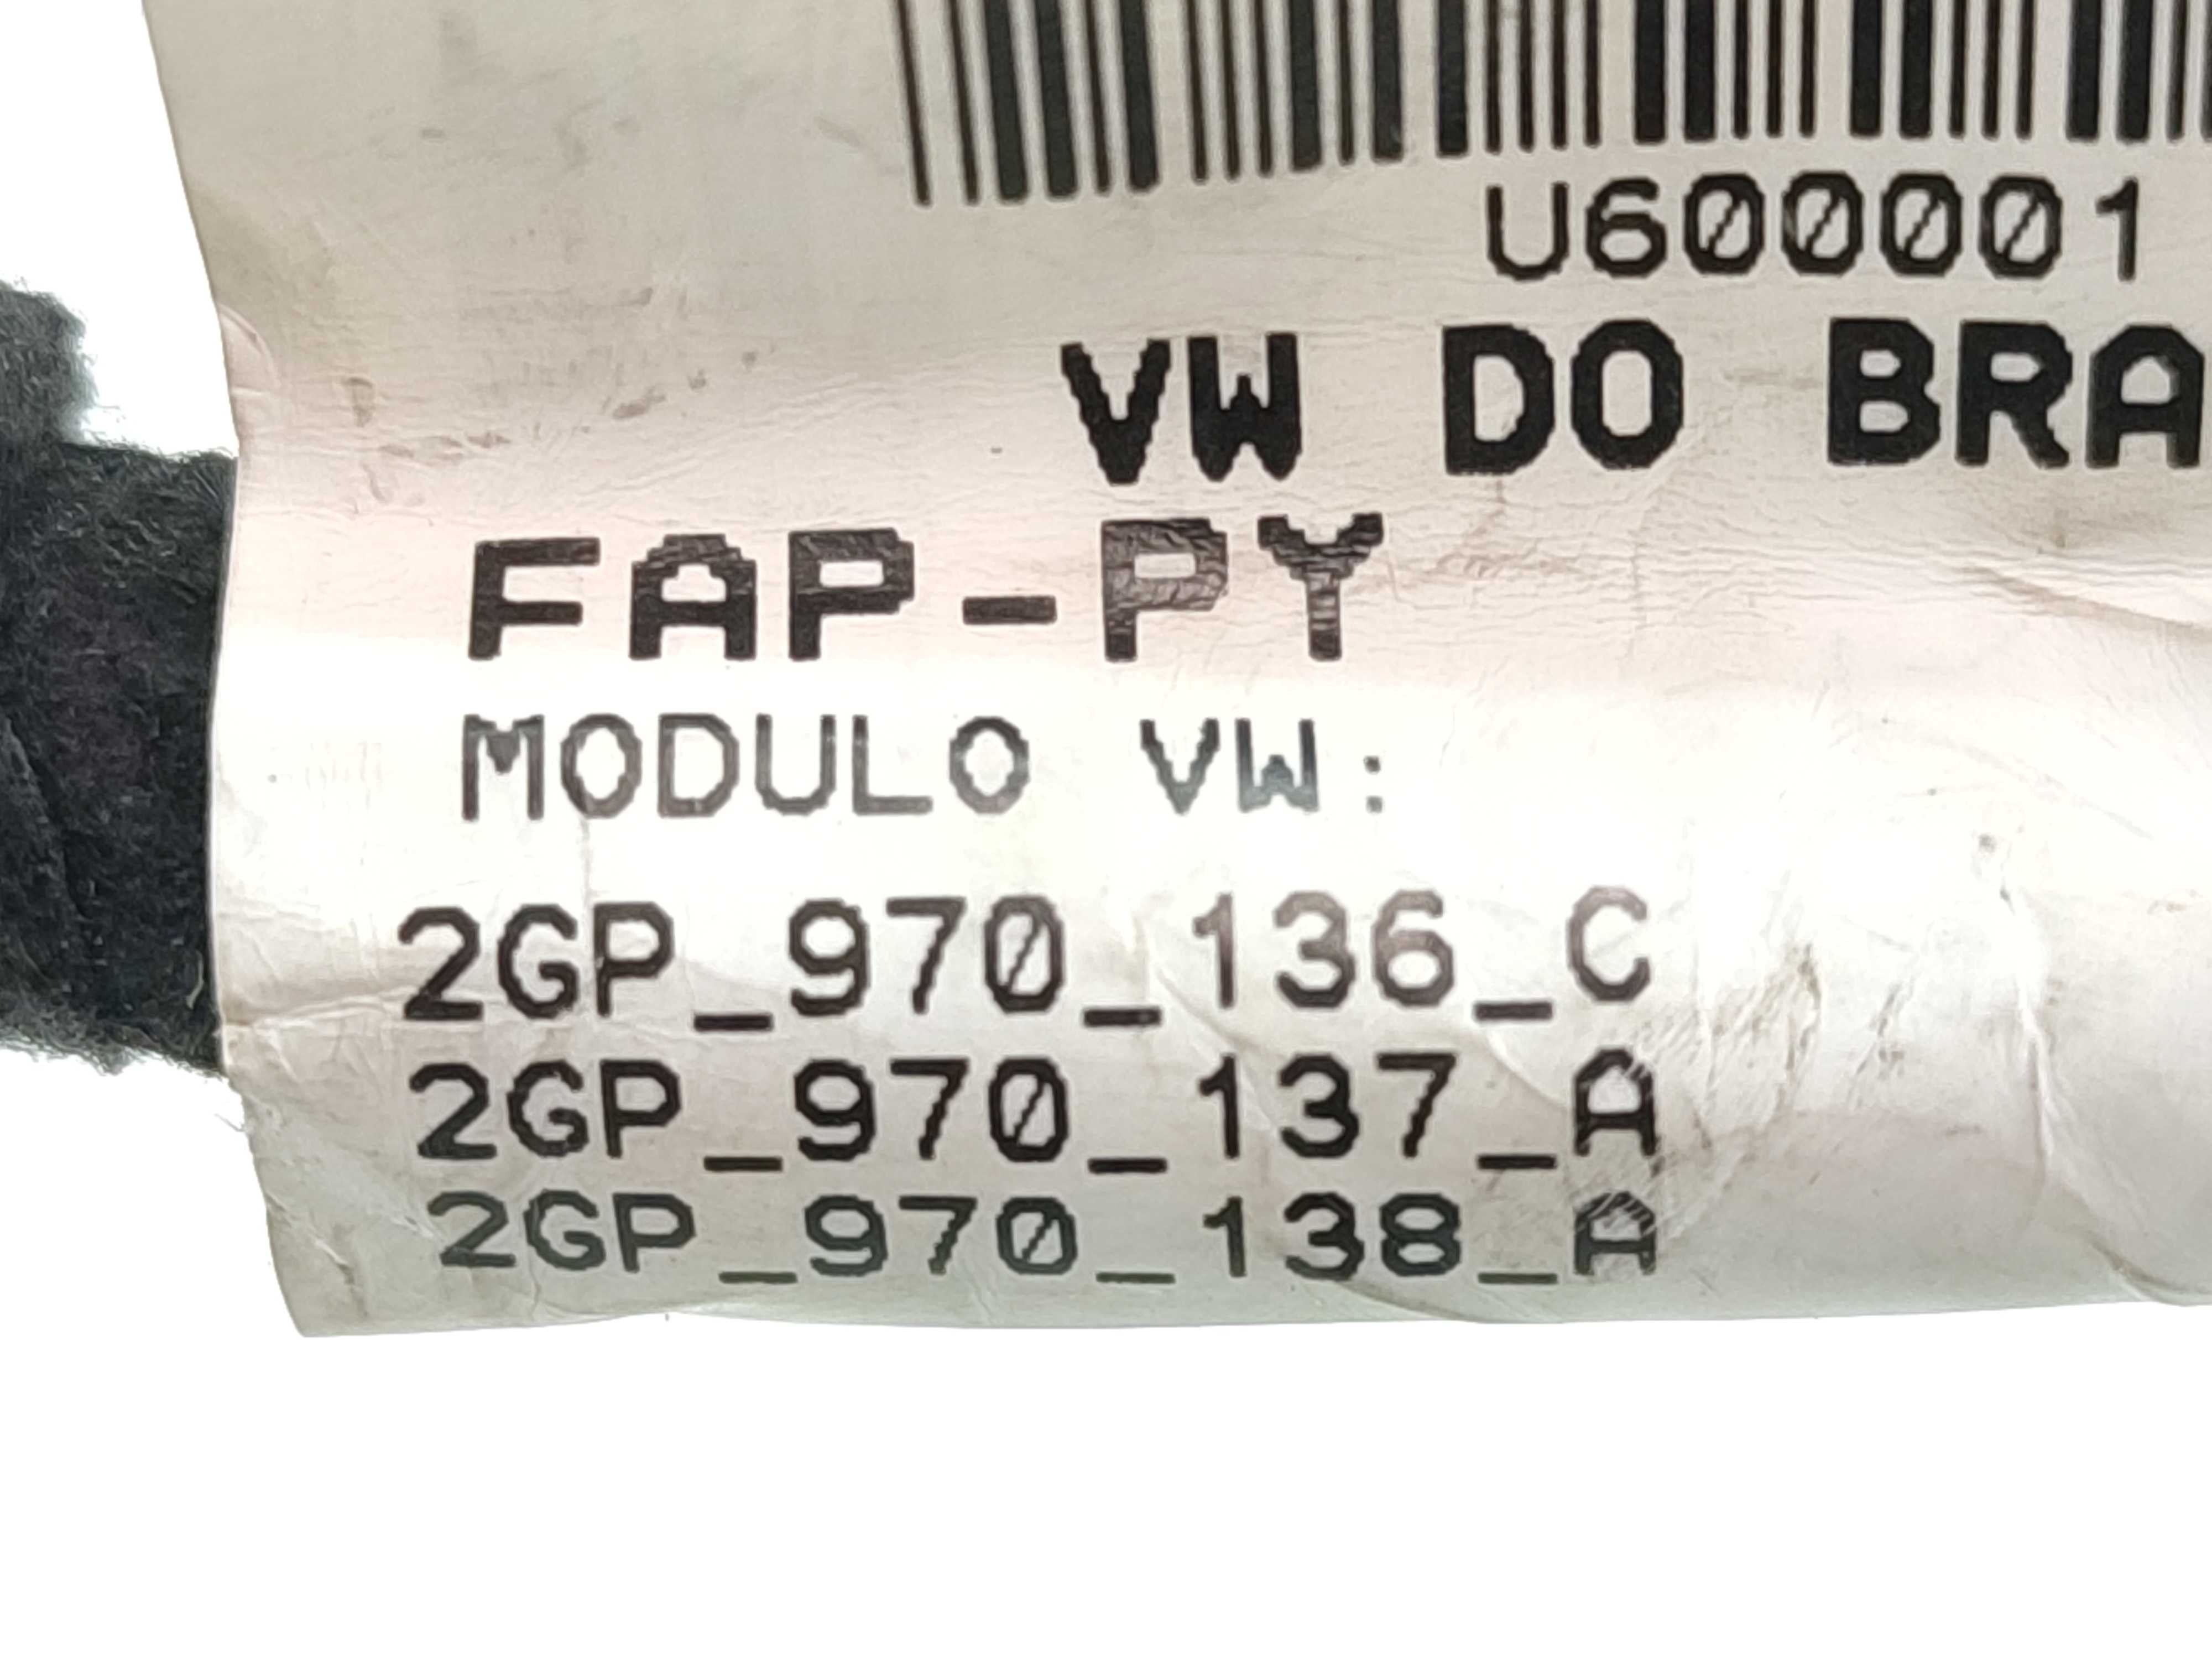 U600001
VW DO BRA
FAP-PY
MODULO VW:
2GP_970_136_C
2GP_970_137_A
2GP_970_138_A